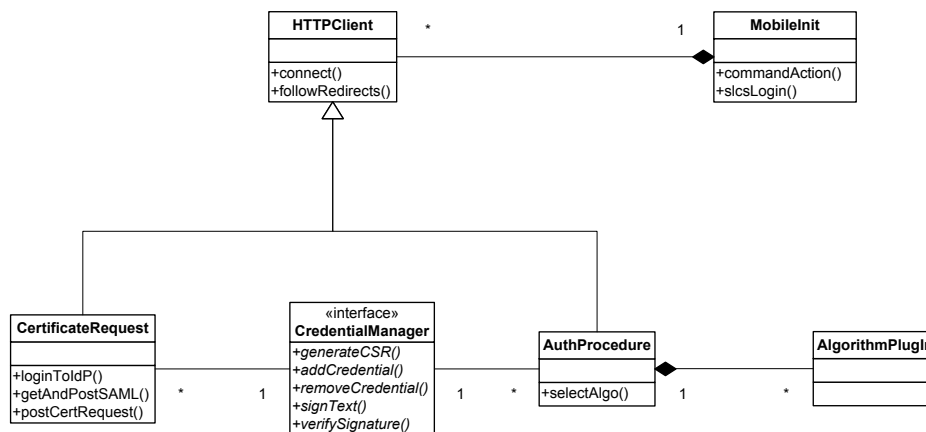 HTTPClient
+connect()
+followRedirects()
*
1
MobileInit
+commandAction()
+slcsLogin()
CertificateRequest
+loginToIdP()
+getAndPostSAML()
+postCertRequest()
*
1
«interface»
CredentialManager
+generateCSR()
+addCredential()
+removeCredential()
+signText()
+verifySignature()
1
*
AuthProcedure
+selectAlgo()
1
*
AlgorithmPlugIn